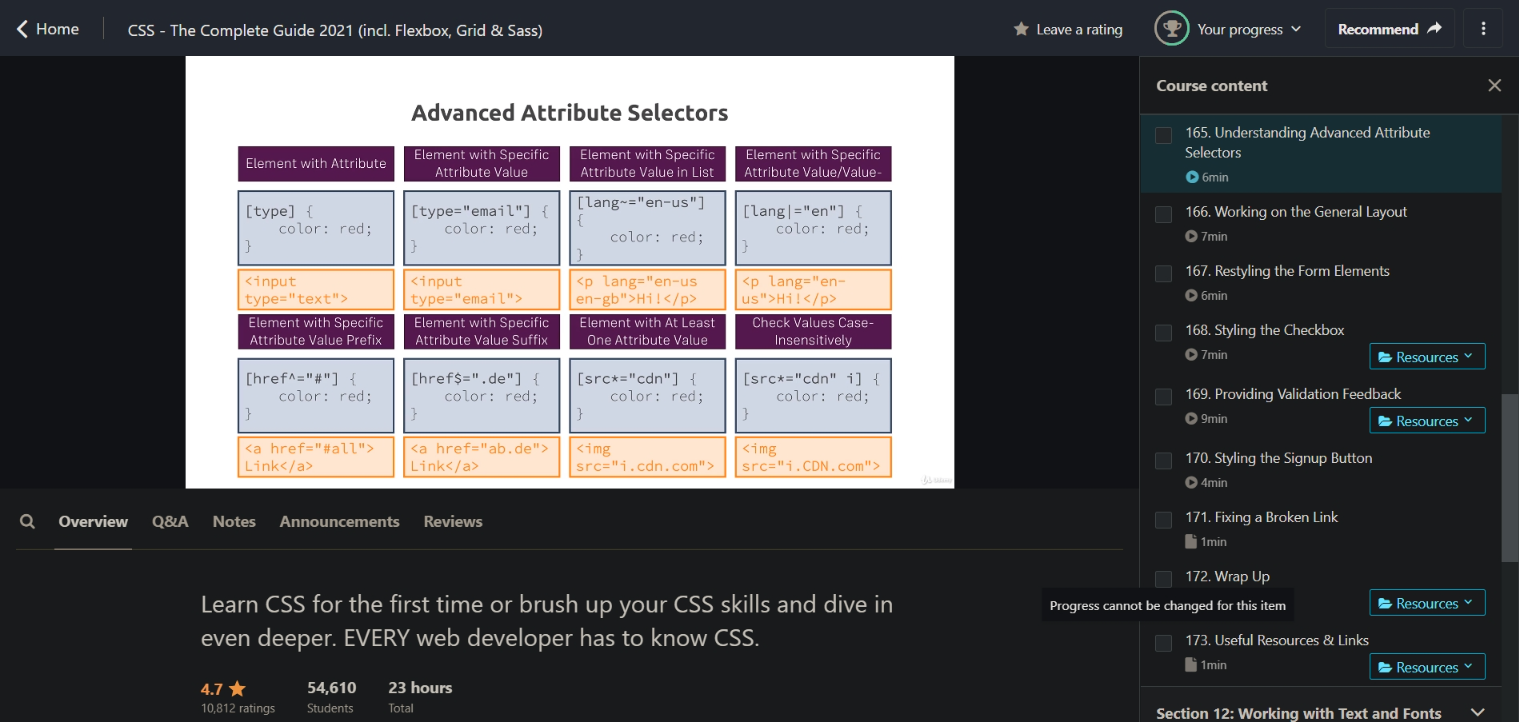 Home
CSS - The Complete Guide 2021 (incl. Flexbox, Grid & Sass)
Leave a rating
Your progress
Recommend
Advanced Attribute Selectors
Element with Attribute
[type] {
color: red;
}
<input
type="text">
Element with Specific
Attribute Value
[type="email"] {
color: red;
}
<input
type="email">
Element with Specific
Attribute Value in List
[lang~="en-us"]
{
color: red;
}
<p lang="en-us
en-gb">Hi!</p>
Element with Specific
Attribute Value/Value-
[lang|="en"] {
color: red;
}
<p lang="en-
us">Hi!</p>
Element with Specific
Attribute Value Prefix
[href^="#"] {
color: red;
}
<a href="#all">
Link</a>
Element with Specific
Attribute Value Suffix
[href$=".de"] {
color: red;
}
<a href="ab.de">
Link</a>
Element with At Least
One Attribute Value
[src*="cdn"] {
color: red;
}
<img
src="i.cdn.com">
Check Values Case-
Insensitively
[src*="cdn" i] {
color: red;
}
<img
src="i.CDN.com">
Overview
Q&A
Notes
Announcements
Reviews
Learn CSS for the first time or brush up your CSS skills and dive in
even deeper. EVERY web developer has to know CSS.
4.7
10,812 ratings
54,610
Students
23 hours
Total
Course content
165. Understanding Advanced Attribute
Selectors
6min
166. Working on the General Layout
7min
167. Restyling the Form Elements
6min
168. Styling the Checkbox
7min
Resources
169. Providing Validation Feedback
9min
Resources
170. Styling the Signup Button
4min
171. Fixing a Broken Link
1min
172. Wrap Up
Progress cannot be changed for this item
Resources
173. Useful Resources & Links
1min
Resources
Section 12: Working with Text and Fonts